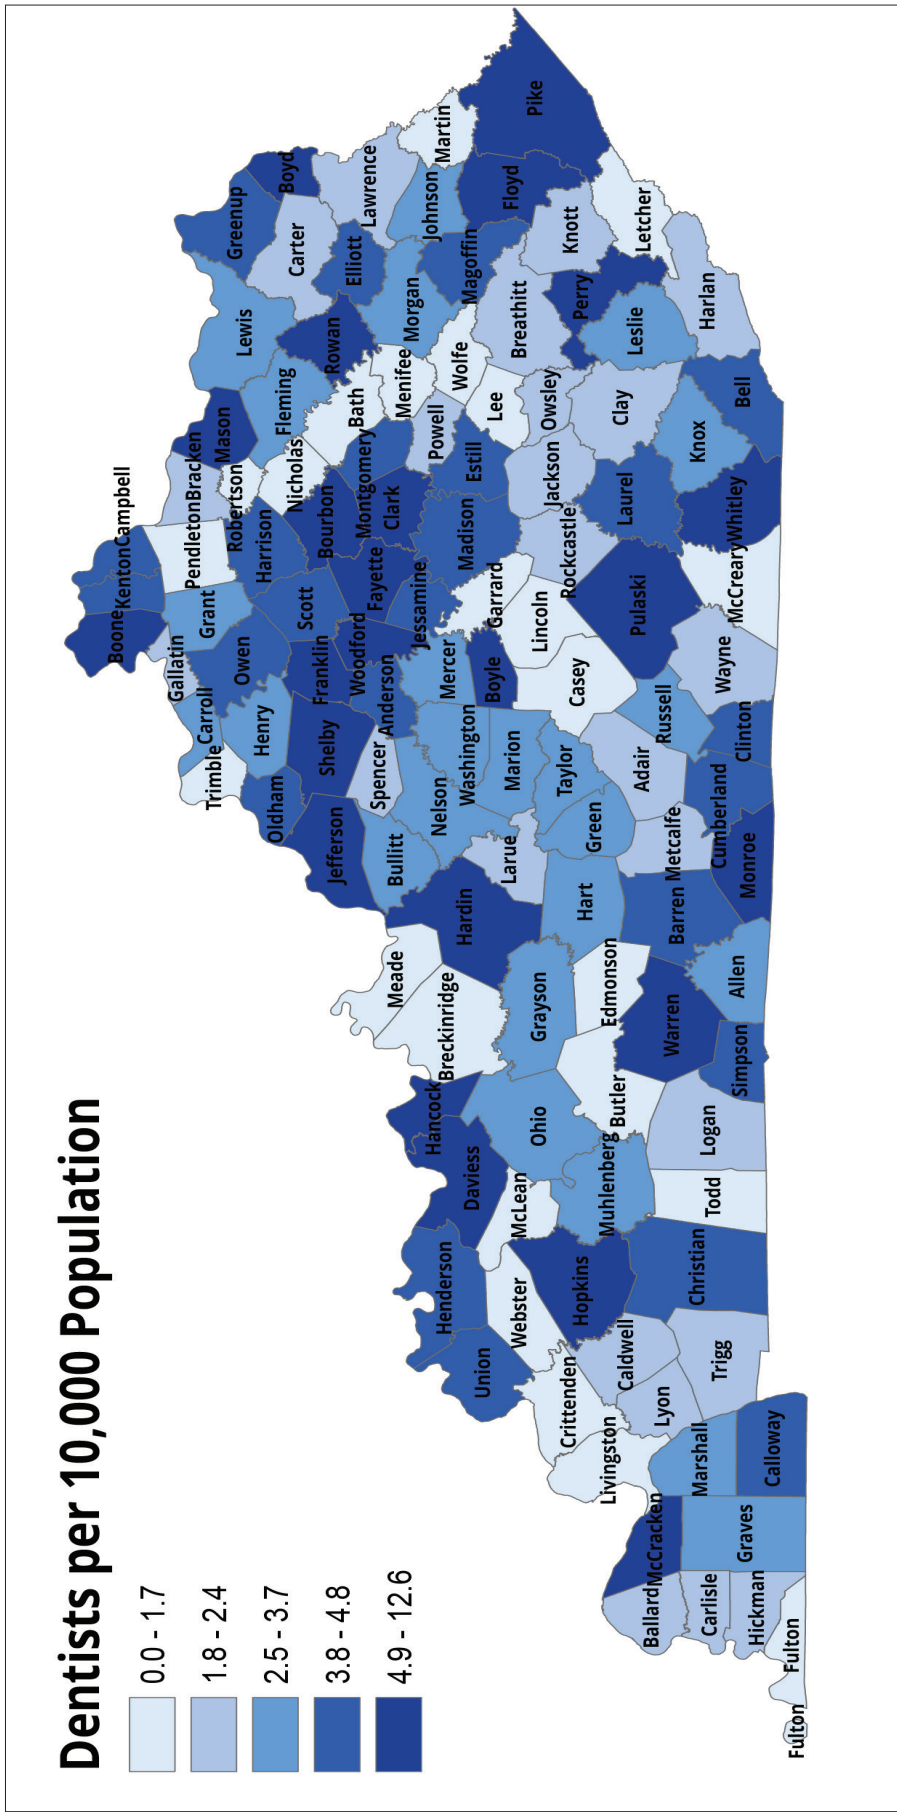 Dentists per 10,000 Population
0.0 - 1.7
1.8 - 2.4
2.5 - 3.7
3.8 - 4.8
4.9 - 12.6
Boone
Kenton
Campbell
Gallatin
Grant
Pendleton
Bracken
Mason
Lewis
Greenup
Trimble
Carroll
Owen
Robertson
Fleming
Boyd
Oldham
Henry
Harrison
Nicholas
Rowan
Carter
Jefferson
Shelby
Franklin
Scott
Bourbon
Bath
Elliott
Lawrence
Bullitt
Spencer
Anderson
Woodford
Fayette
Clark
Montgomery
Menifee
Morgan
Johnson
Martin
Meade
Hardin
Nelson
Washington
Mercer
Jessamine
Madison
Estill
Powell
Wolfe
Magoffin
Floyd
Pike
Hancock
Breckinridge
Larue
Marion
Boyle
Garrard
Lee
Breathitt
Knott
Henderson
Daviess
Ohio
Grayson
Hart
Green
Taylor
Casey
Lincoln
Rockcastle
Jackson
Owsley
Perry
Letcher
Union
Webster
McLean
Muhlenberg
Butler
Edmonson
Barren
Metcalfe
Adair
Russell
Pulaski
Laurel
Clay
Leslie
Harlan
Crittenden
Hopkins
Christian
Todd
Logan
Warren
Simpson
Allen
Monroe
Cumberland
Clinton
Wayne
McCreary
Whitley
Knox
Bell
Livingston
Caldwell
Lyon
Trigg
Ballard
McCracken
Marshall
Calloway
Carlisle
Graves
Hickman
Fulton
Fulton